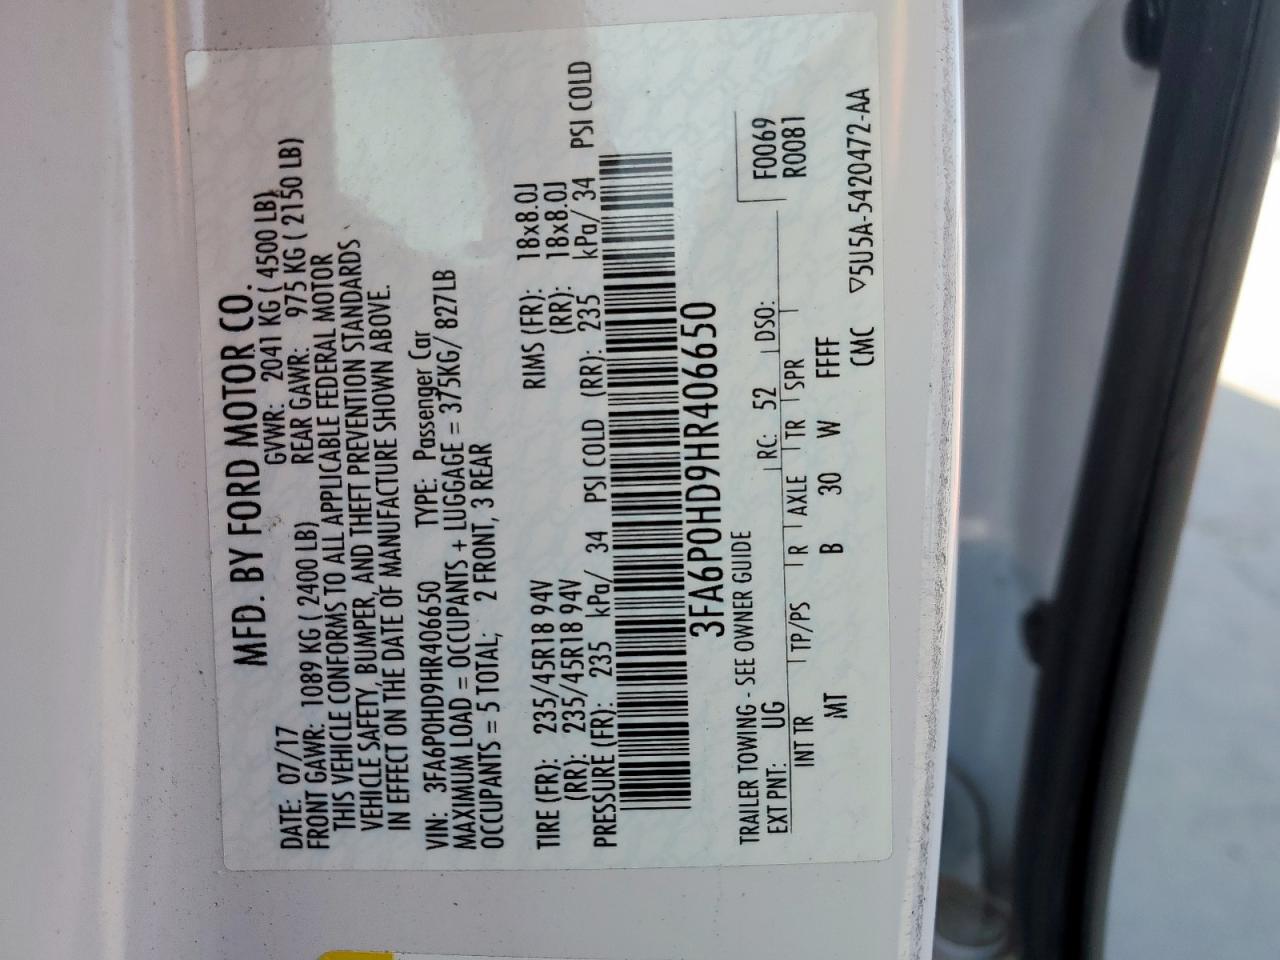 MFD. BY FORD MOTOR CO.
DATE: 07/17 GVWR: 2041 KG ( 4500 LB)
FRONT GAWR: 1089 KG ( 2400 LB) REAR GAWR: 975 KG ( 2150 LB)
THIS VEHICLE CONFORMS TO ALL APPLICABLE FEDERAL MOTOR
VEHICLE SAFETY, BUMPER, AND THEFT PREVENTION STANDARDS
IN EFFECT ON THE DATE OF MANUFACTURE SHOWN ABOVE.
VIN: 3FA6P0HD9HR406650 TYPE: Passenger Car
MAXIMUM LOAD = OCCUPANTS + LUGGAGE = 375KG/ 827LB
OCCUPANTS = 5 TOTAL; 2 FRONT, 3 REAR
TIRE (FR): 235/45R18 94V RIMS (FR): 18x8.0J
(RR): 235/45R18 94V (RR): 18x8.0J
PRESSURE (FR): 235 kPa/ 34 PSI COLD (RR): 235 kPa/ 34 PSI COLD
3FA6P0HD9HR406650
F0069
R0081
TRAILER TOWING - SEE OWNER GUIDE
EXT PNT: UG RC: 52 DSO:
INT TR TP/PS R AXLE TR SPR
MT B 30 W FFFF
CMC ▽5U5A-5420472-AA